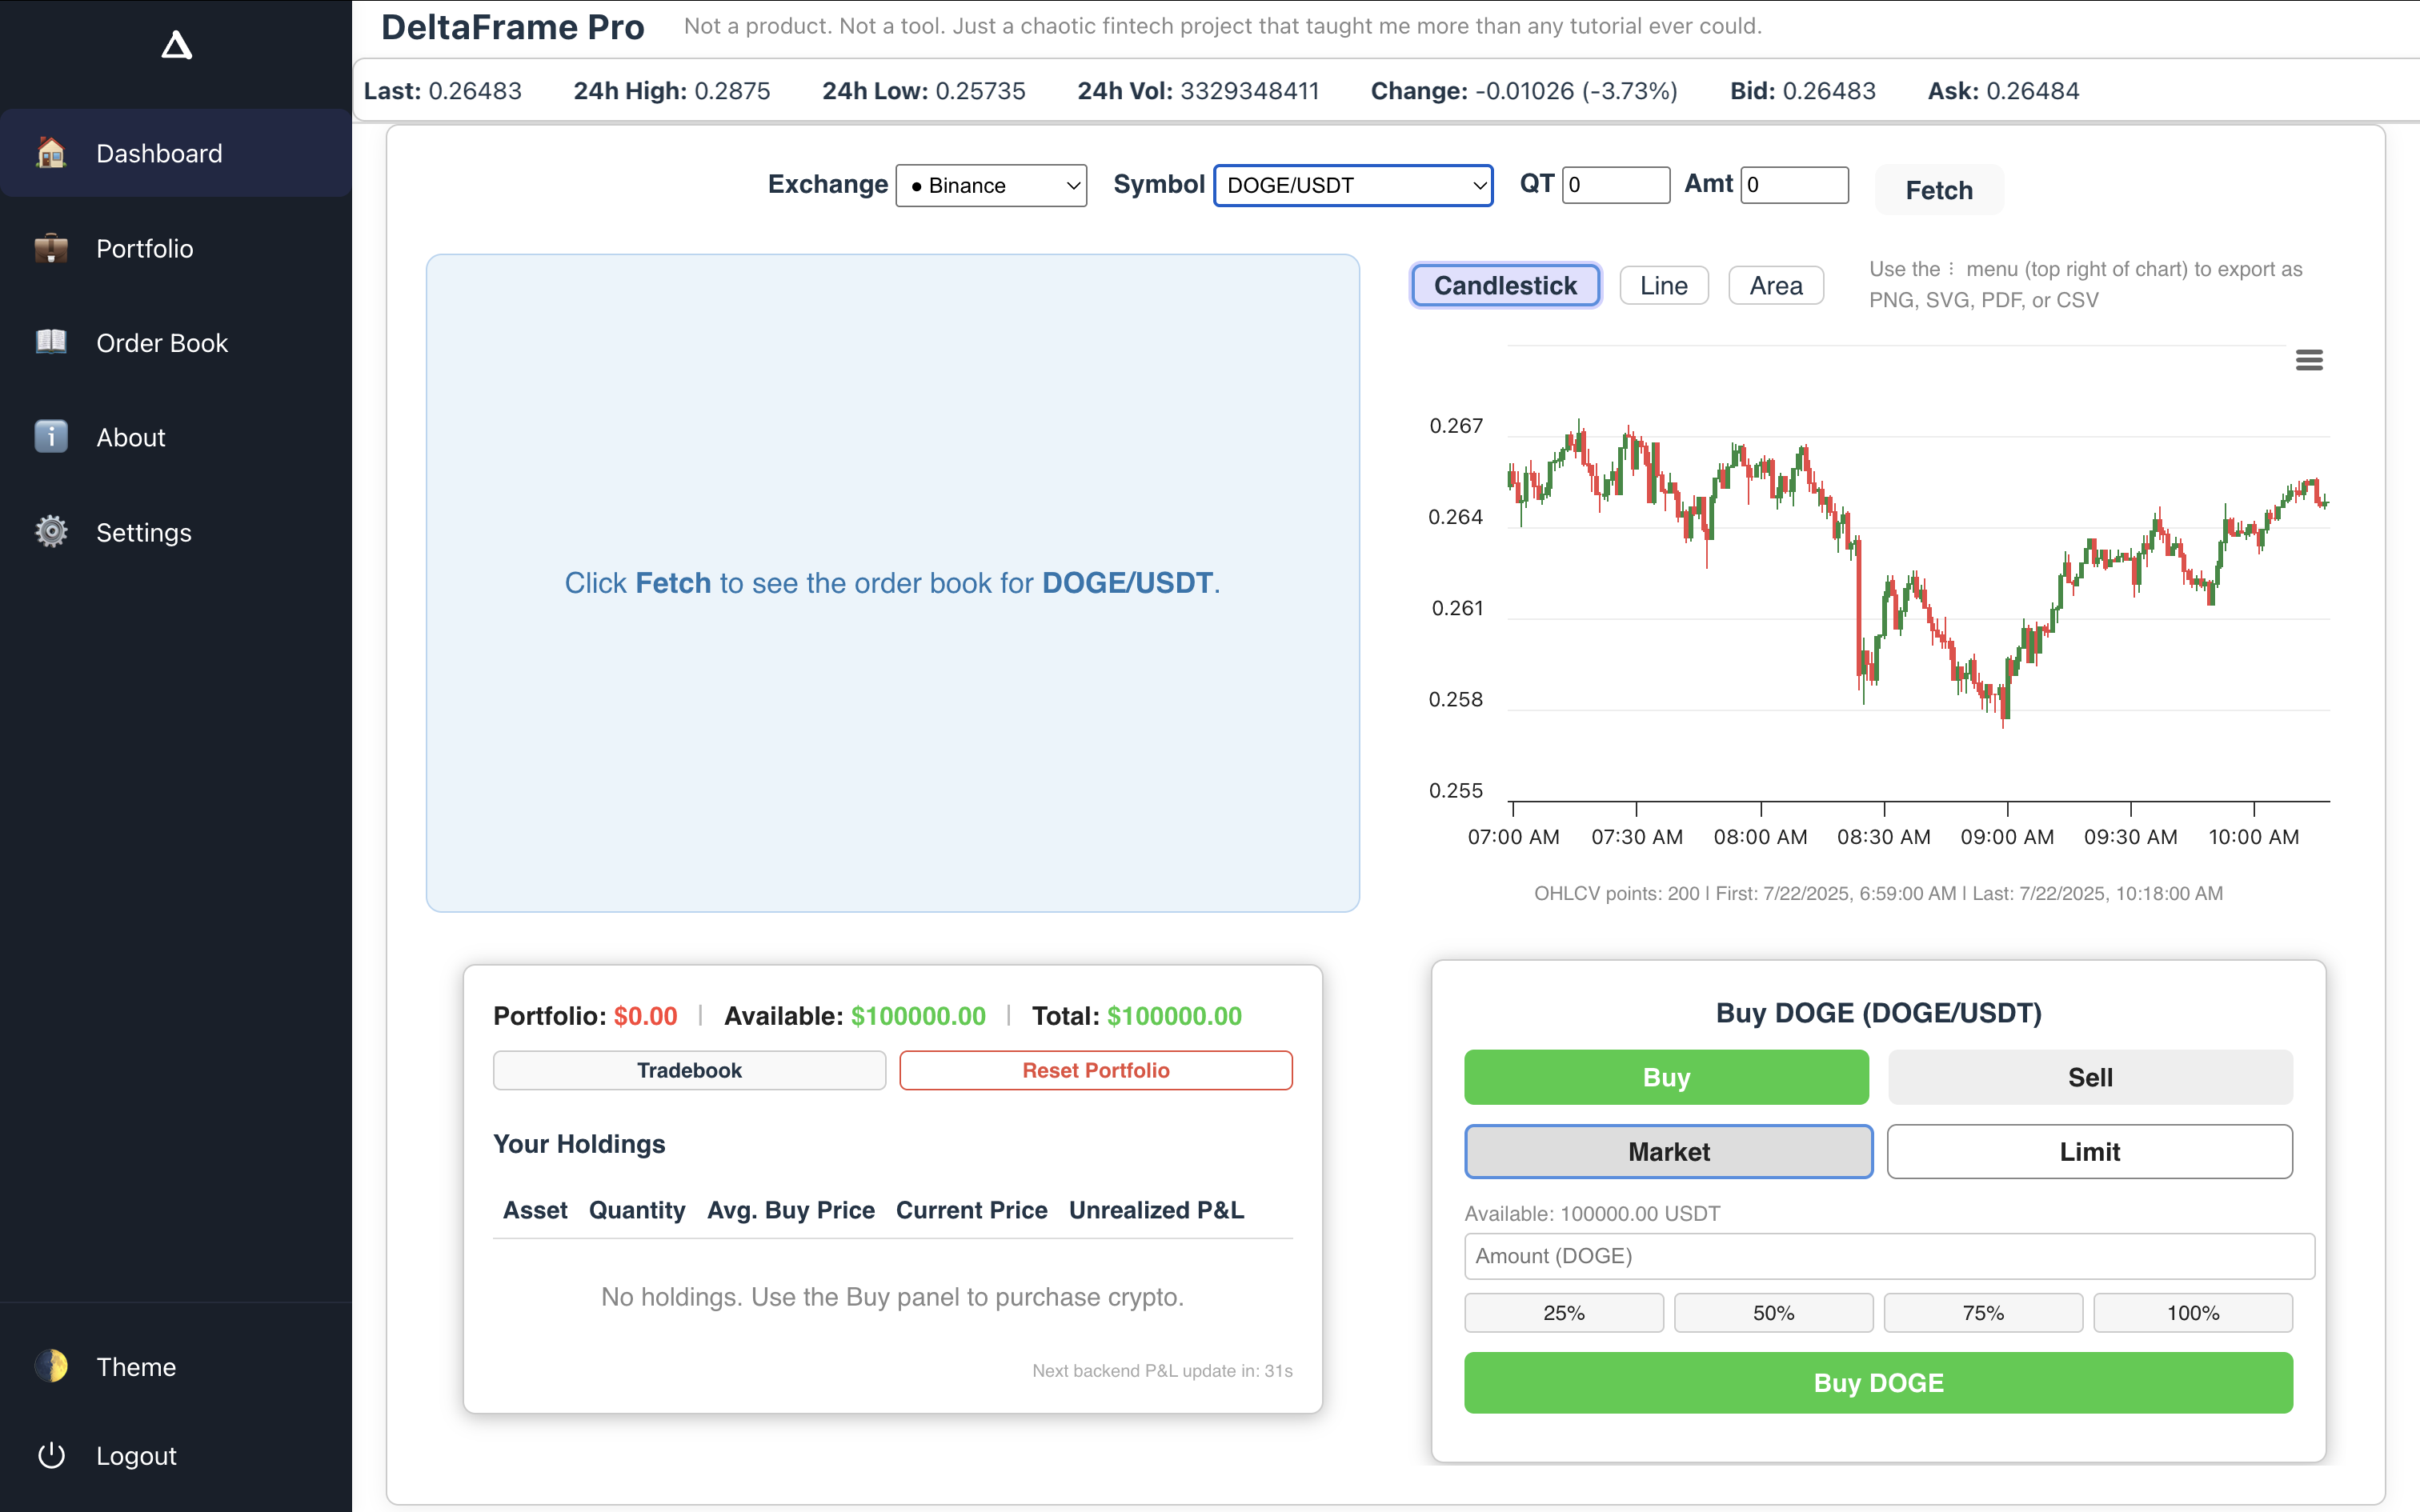 DeltaFrame Pro
Not a product. Not a tool. Just a chaotic fintech project that taught me more than any tutorial ever could.
Last: 0.26483 24h High: 0.2875 24h Low: 0.25735 24h Vol: 3329348411 Change: -0.01026 (-3.73%) Bid: 0.26483 Ask: 0.26484
Dashboard
Portfolio
Order Book
About
Settings
Theme
Logout
Exchange ● Binance Symbol DOGE/USDT QT 0 Amt 0 Fetch
Click Fetch to see the order book for DOGE/USDT.
Candlestick Line Area
Use the ⋮ menu (top right of chart) to export as
PNG, SVG, PDF, or CSV
0.267
0.264
0.261
0.258
0.255
07:00 AM 07:30 AM 08:00 AM 08:30 AM 09:00 AM 09:30 AM 10:00 AM
OHLCV points: 200 | First: 7/22/2025, 6:59:00 AM | Last: 7/22/2025, 10:18:00 AM
Portfolio: $0.00 | Available: $100000.00 | Total: $100000.00
Tradebook Reset Portfolio
Your Holdings
Asset Quantity Avg. Buy Price Current Price Unrealized P&L
No holdings. Use the Buy panel to purchase crypto.
Next backend P&L update in: 31s
Buy DOGE (DOGE/USDT)
Buy Sell
Market Limit
Available: 100000.00 USDT
Amount (DOGE)
25% 50% 75% 100%
Buy DOGE